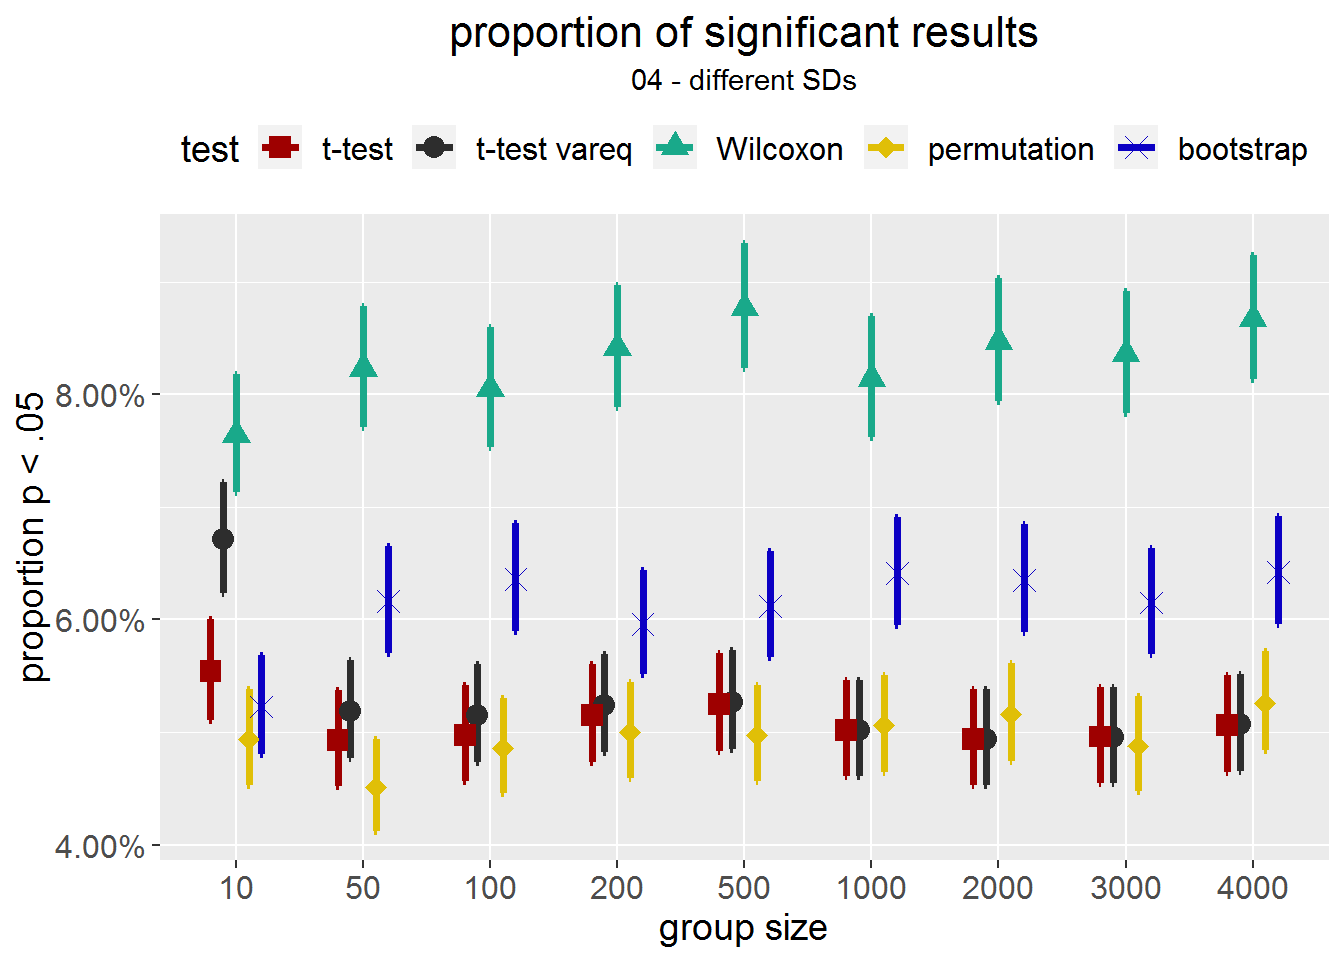 proportion of significant results
04 - different SDs
test t-test t-test vareq Wilcoxon permutation bootstrap
proportion p < .05
8.00%
6.00%
4.00%
10 50 100 200 500 1000 2000 3000 4000
group size